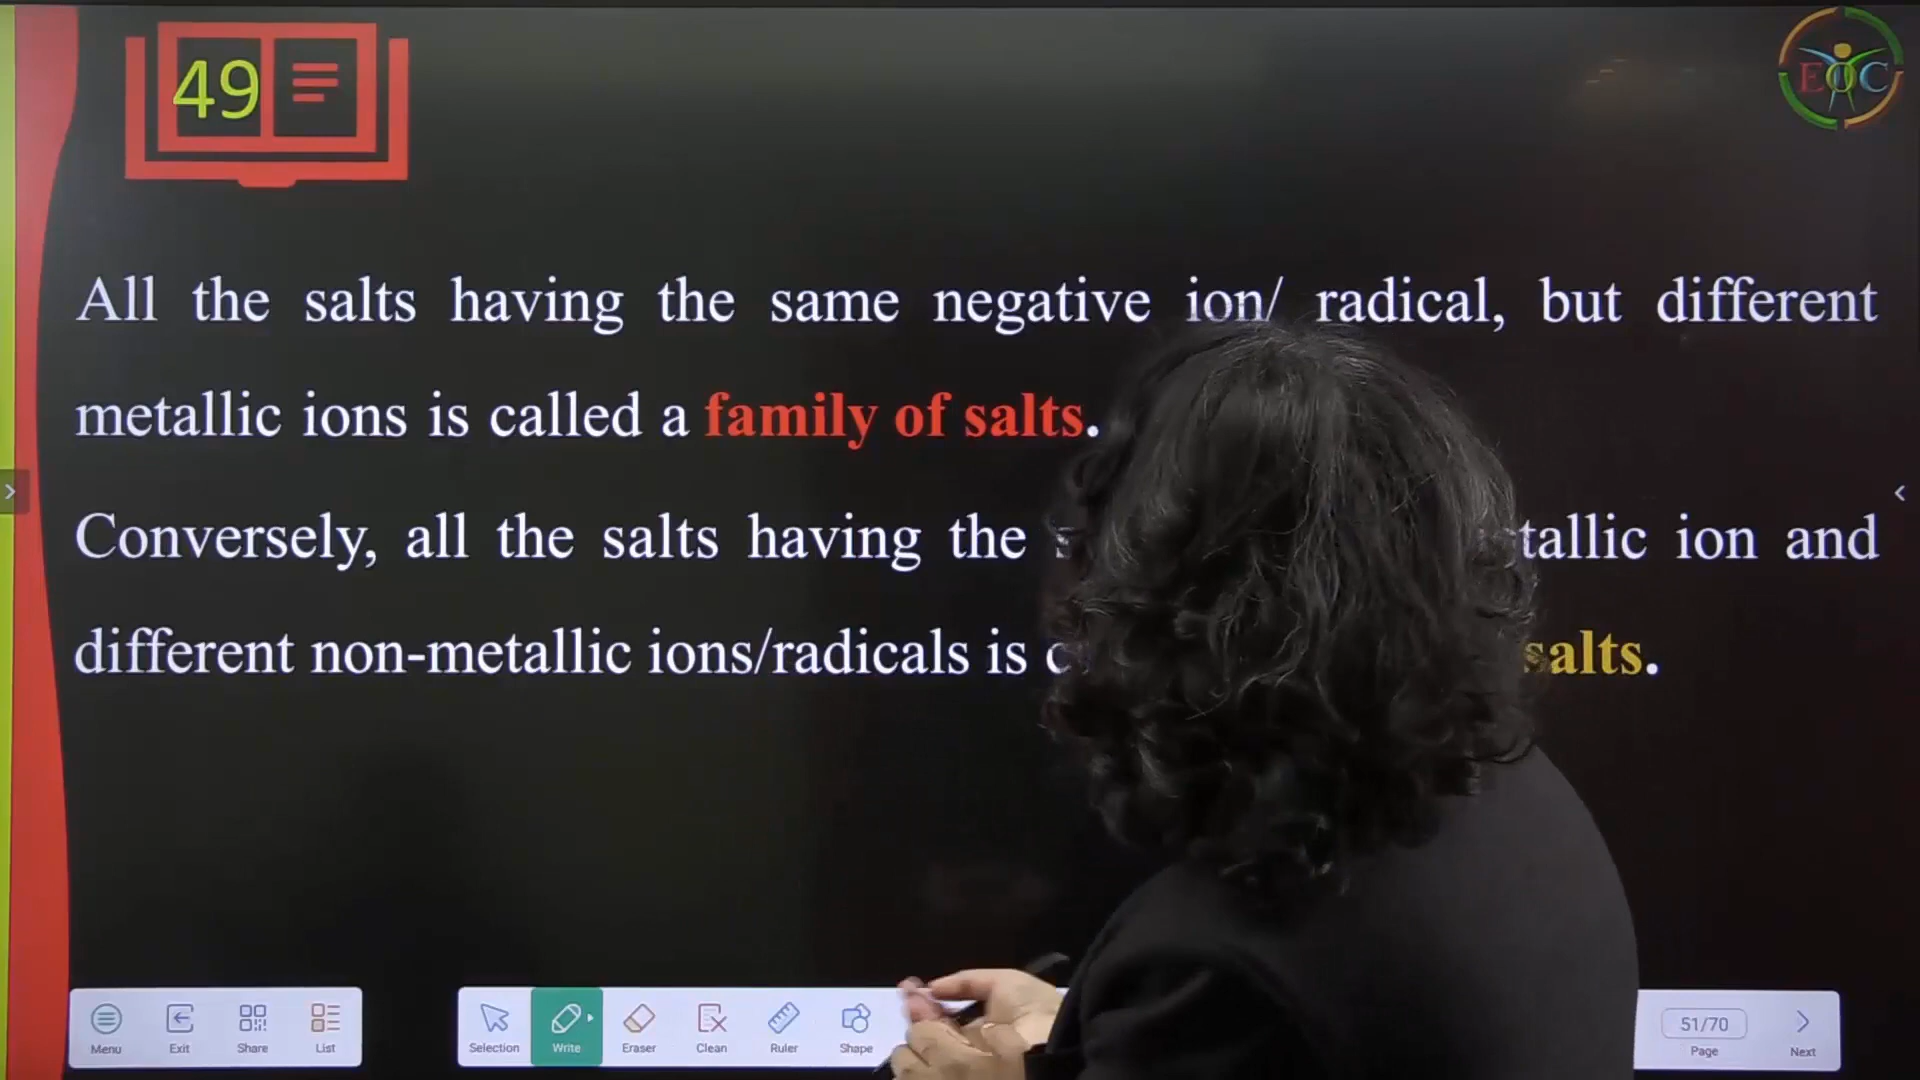 49
EOC
All the salts having the same negative ion/ radical, but different
metallic ions is called a family of salts.
Conversely, all the salts having the tallic ion and
different non-metallic ions/radicals is salts.
Menu Exit Share List Selection Write Eraser Clean Ruler Shape 51/70 Page Next